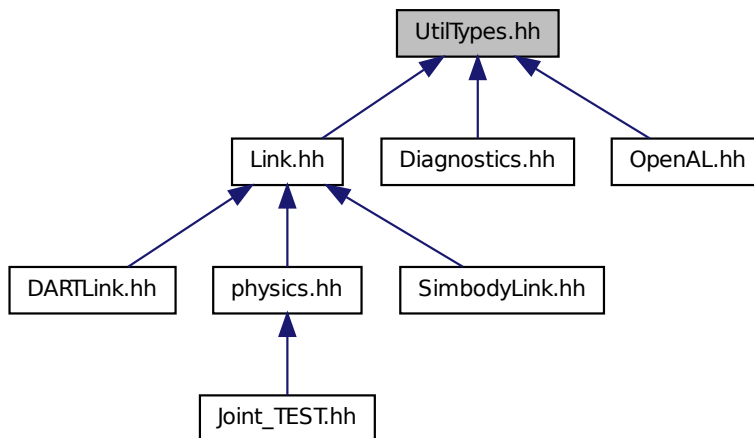 UtilTypes.hh
Link.hh
Diagnostics.hh
OpenAL.hh
DARTLink.hh
physics.hh
SimbodyLink.hh
Joint_TEST.hh